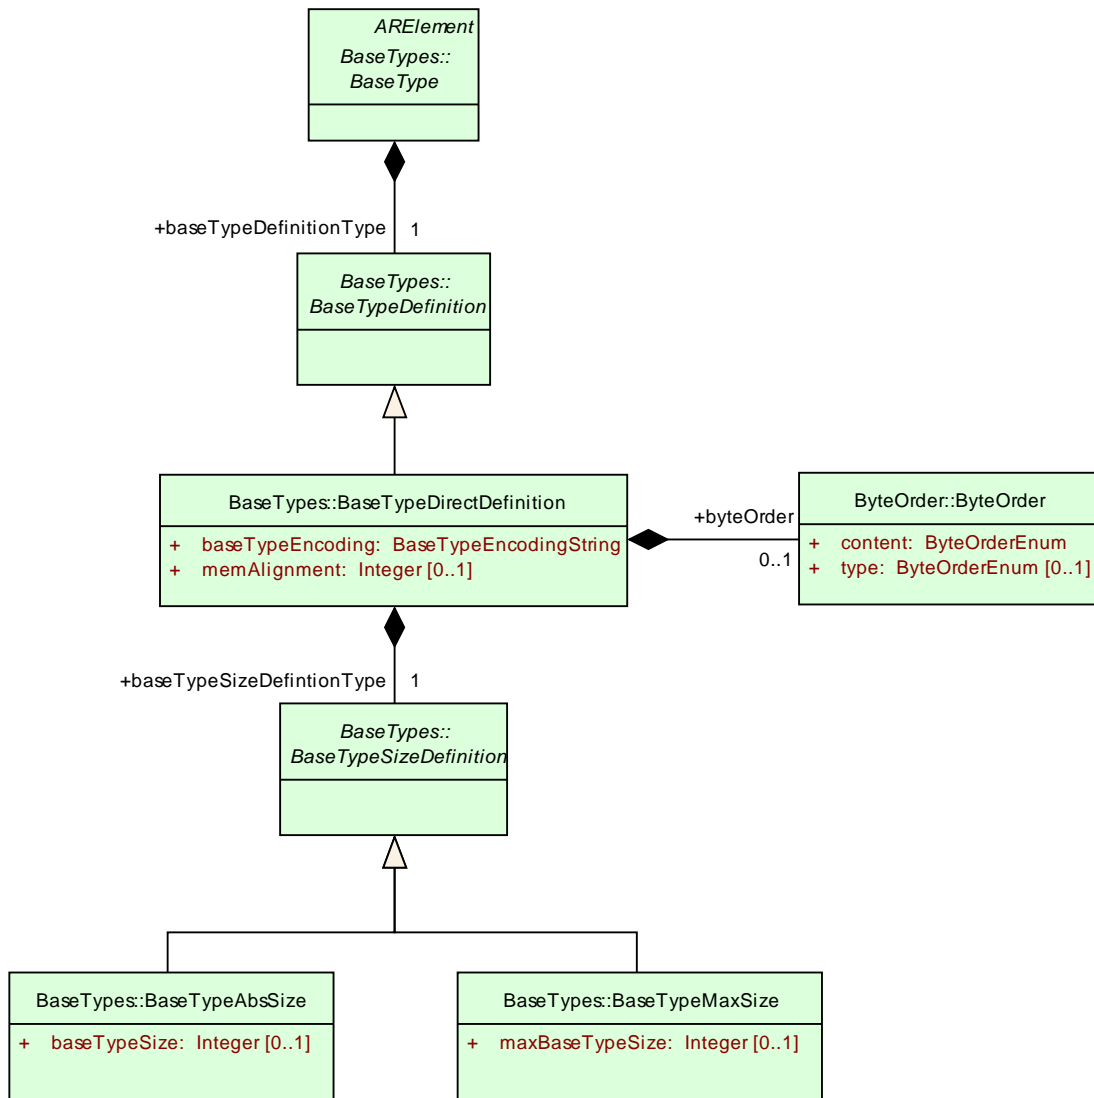 ARElement
BaseTypes::
BaseType
+baseTypeDefinitionType 1
BaseTypes::
BaseTypeDefinition
BaseTypes::BaseTypeDirectDefinition
+ baseTypeEncoding: BaseTypeEncodingString
+ memAlignment: Integer [0..1]
+byteOrder
0..1
ByteOrder::ByteOrder
+ content: ByteOrderEnum
+ type: ByteOrderEnum [0..1]
+baseTypeSizeDefintionType 1
BaseTypes::
BaseTypeSizeDefinition
BaseTypes::BaseTypeAbsSize
+ baseTypeSize: Integer [0..1]
BaseTypes::BaseTypeMaxSize
+ maxBaseTypeSize: Integer [0..1]